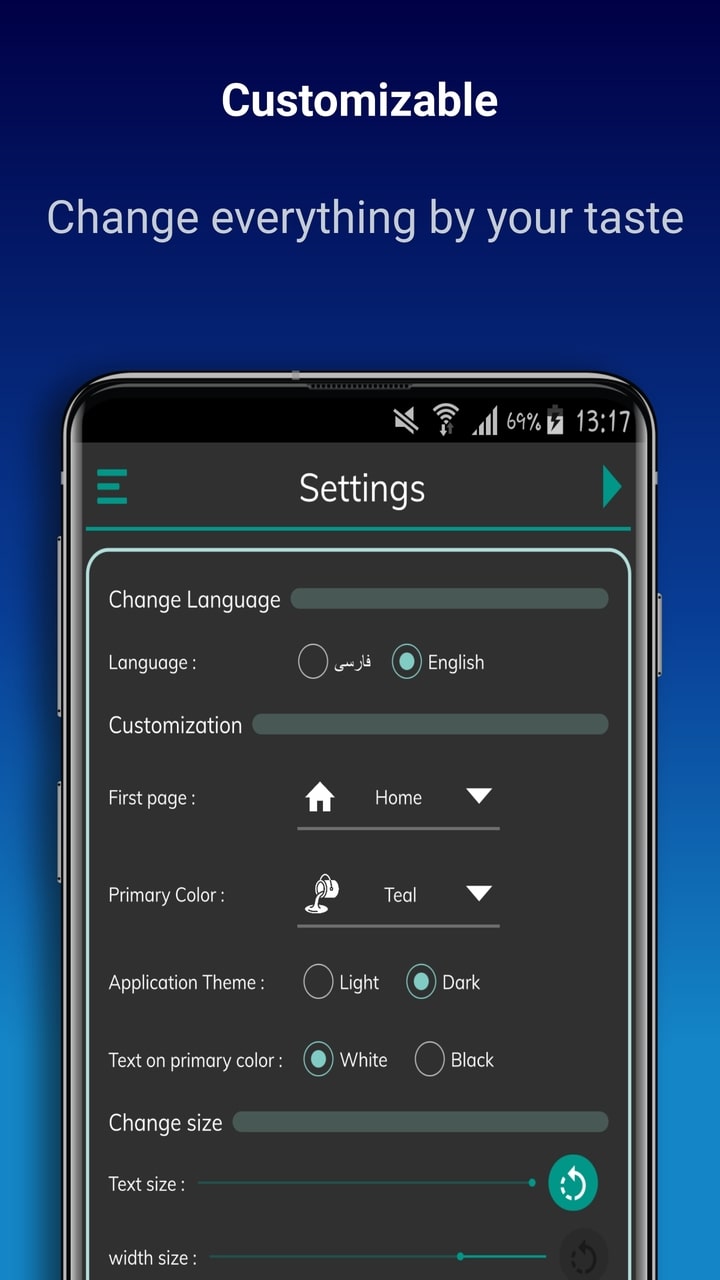 Customizable
Change everything by your taste
69% 13:17
Settings
Change Language
Language : فارسی English
Customization
First page : Home
Primary Color : Teal
Application Theme : Light Dark
Text on primary color : White Black
Change size
Text size :
width size :